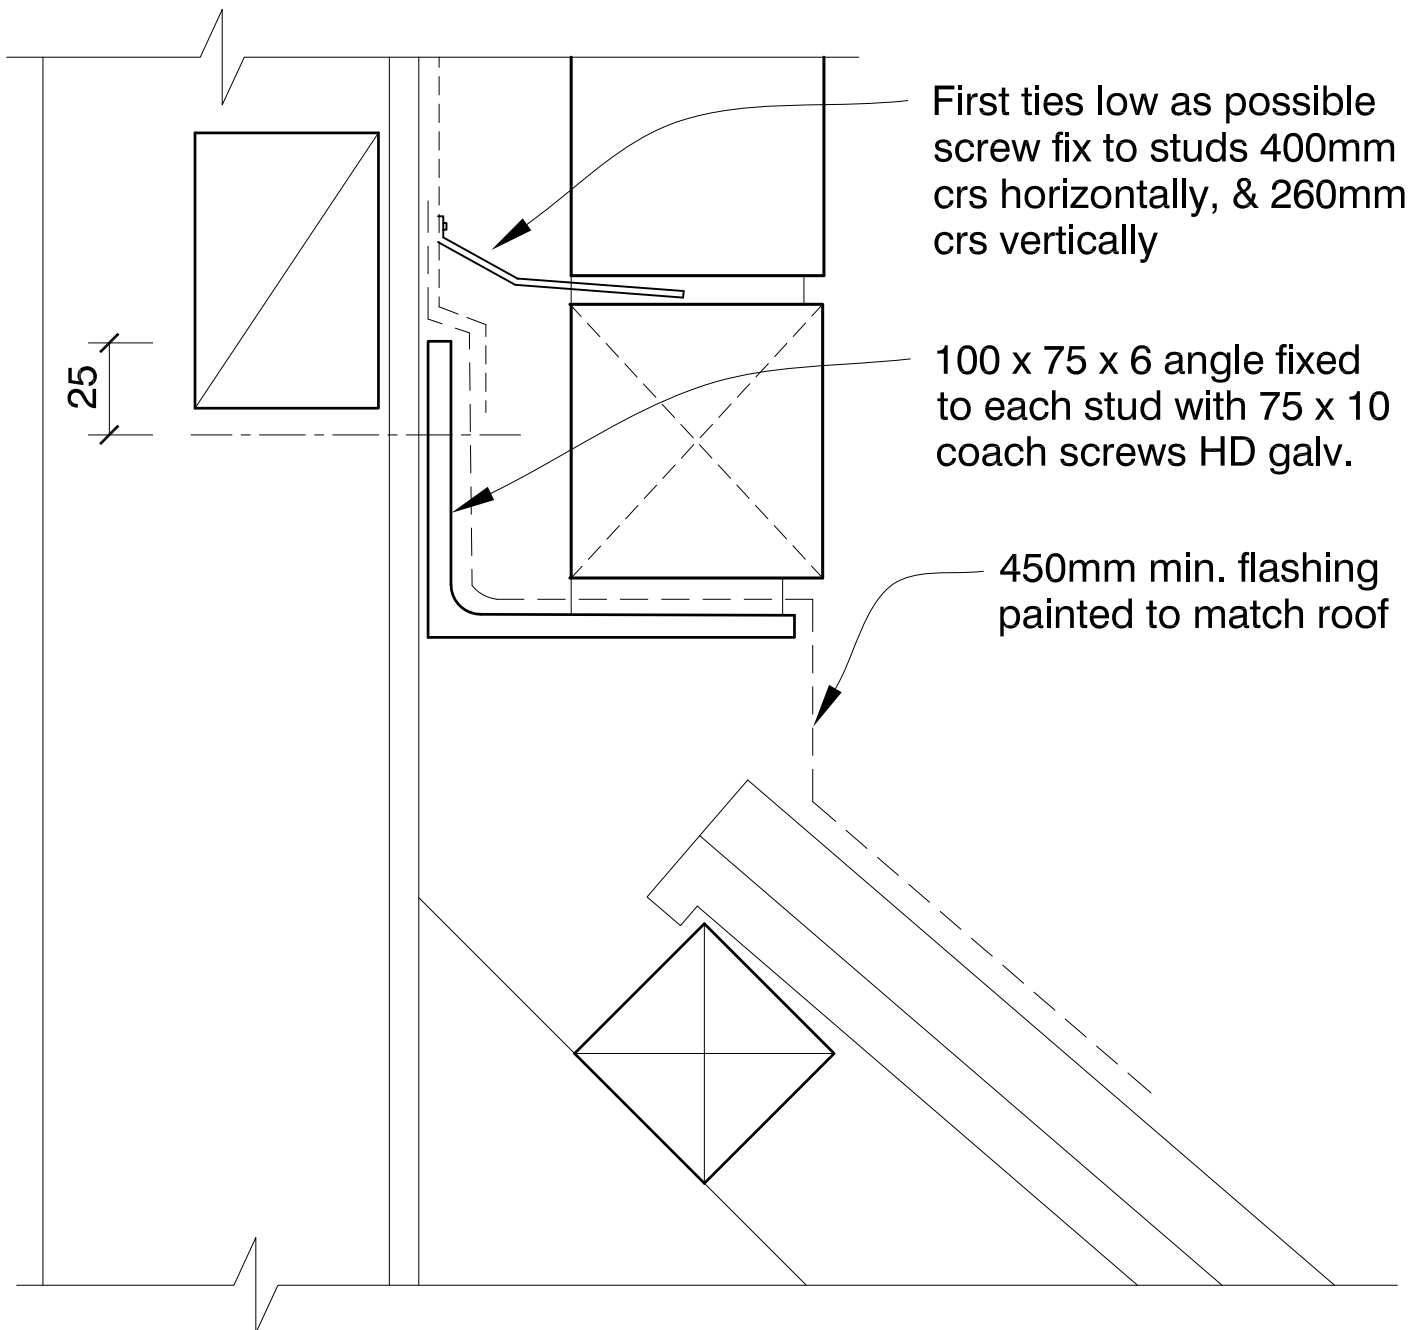 First ties low as possible
screw fix to studs 400mm
crs horizontally, & 260mm
crs vertically
25
100 x 75 x 6 angle fixed
to each stud with 75 x 10
coach screws HD galv.
450mm min. flashing
painted to match roof